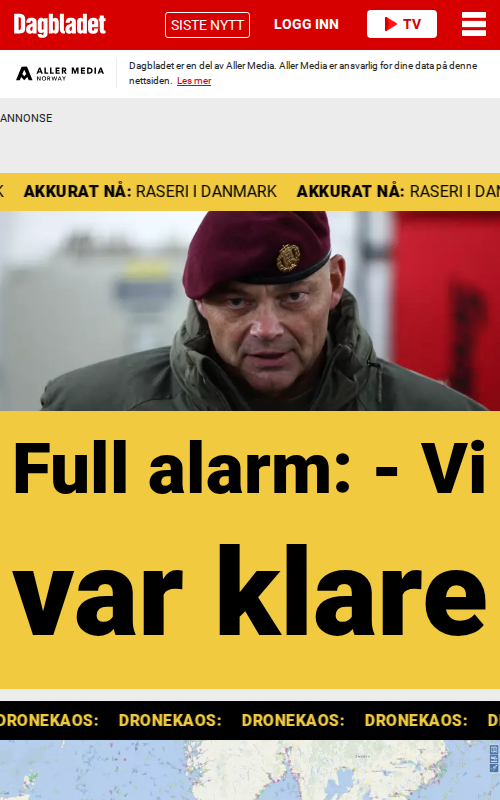 Dagbladet
SISTE NYTT
LOGG INN
TV
ALLER MEDIA
NORWAY
Dagbladet er en del av Aller Media. Aller Media er ansvarlig for dine data på denne
nettsiden. Les mer
ANNONSE
K AKKURAT NÅ: RASERI I DANMARK AKKURAT NÅ: RASERI I DAN
Full alarm: - Vi
var klare
DRONEKAOS: DRONEKAOS: DRONEKAOS: DRONEKAOS: D